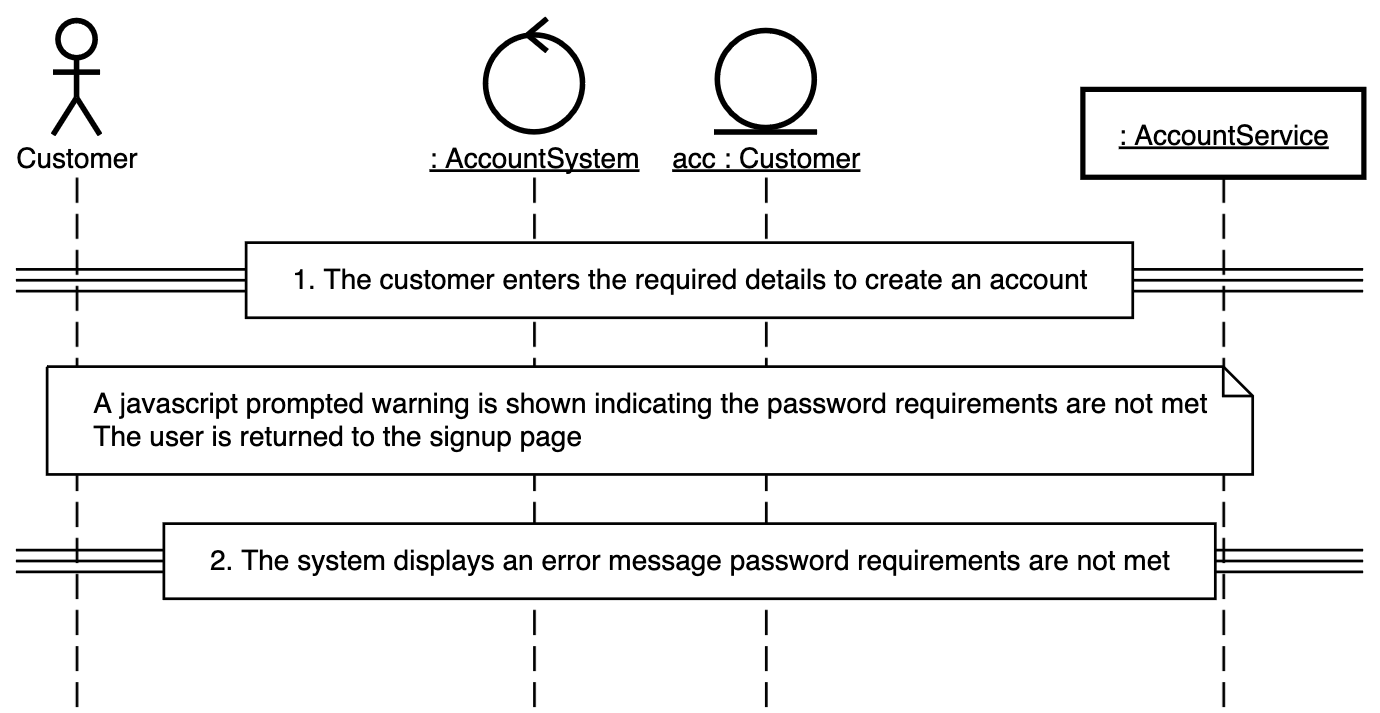 Customer
: AccountSystem
acc : Customer
: AccountService
1. The customer enters the required details to create an account
A javascript prompted warning is shown indicating the password requirements are not met
The user is returned to the signup page
2. The system displays an error message password requirements are not met